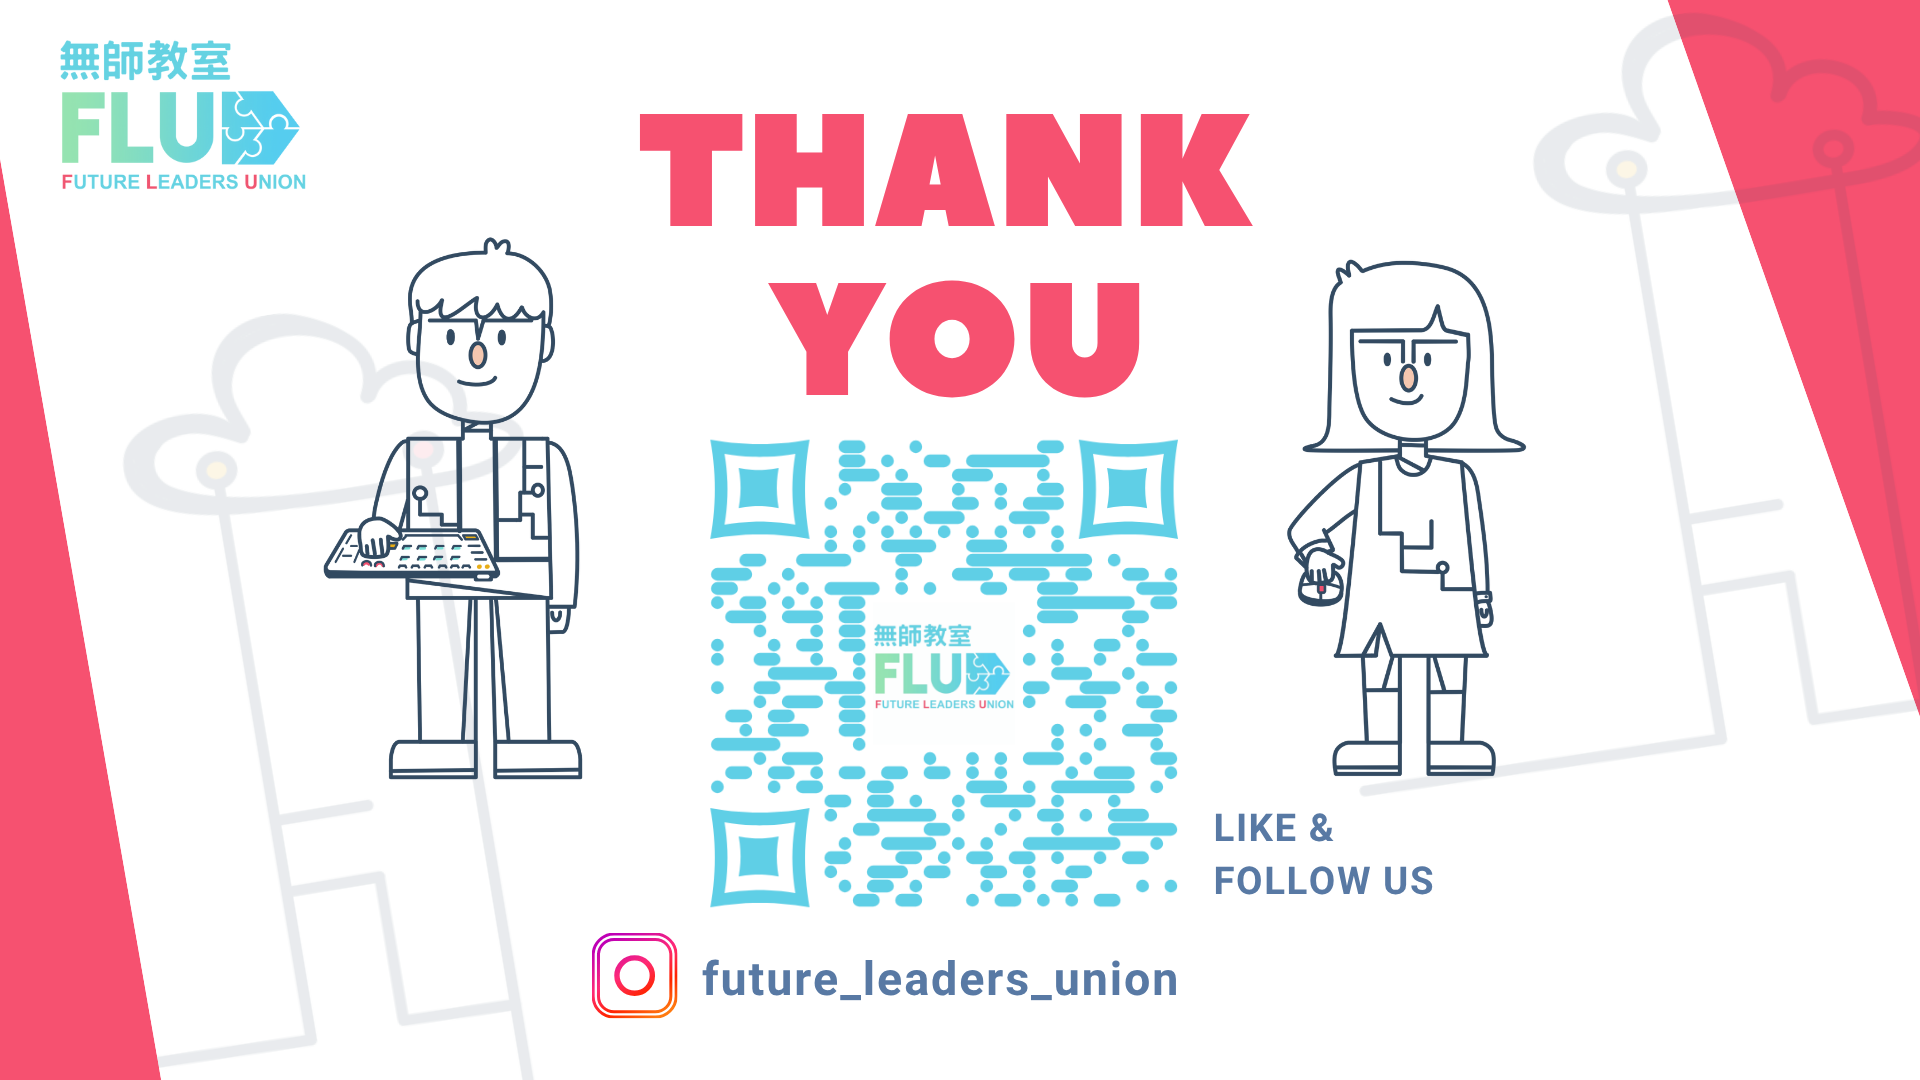 無師教室
FLU
FUTURE LEADERS UNION
THANK
YOU
無師教室
FLU
FUTURE LEADERS UNION
LIKE &
FOLLOW US
future_leaders_union